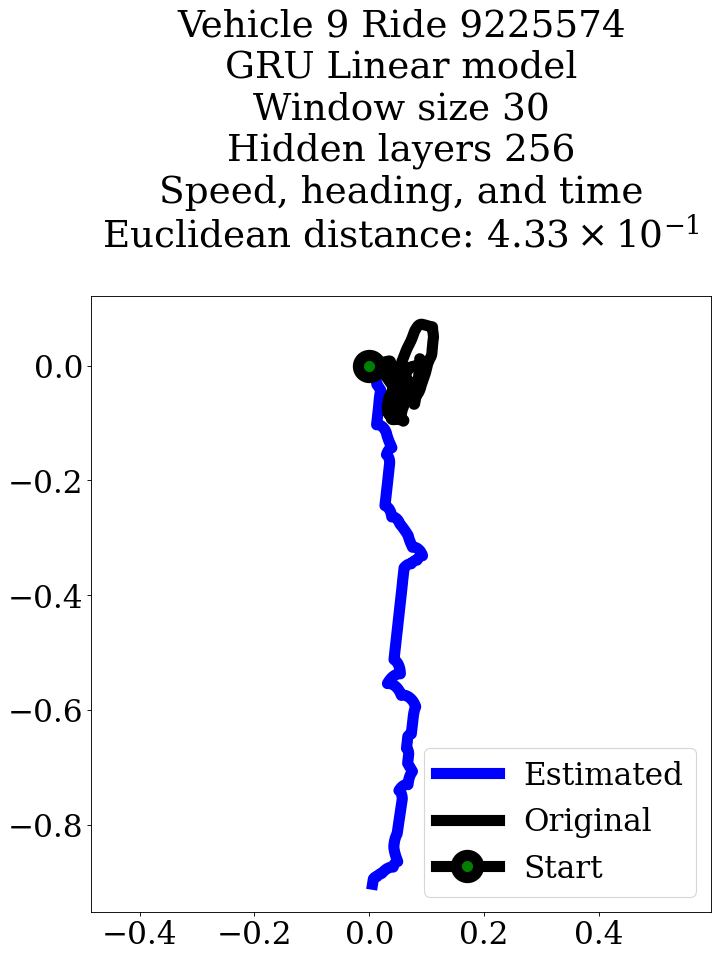 Vehicle 9 Ride 9225574
GRU Linear model
Window size 30
Hidden layers 256
Speed, heading, and time
Euclidean distance: 4.33 × 10⁻¹
0.0
−0.2
−0.4
−0.6
−0.8
Estimated
Original
Start
−0.4 −0.2 0.0 0.2 0.4